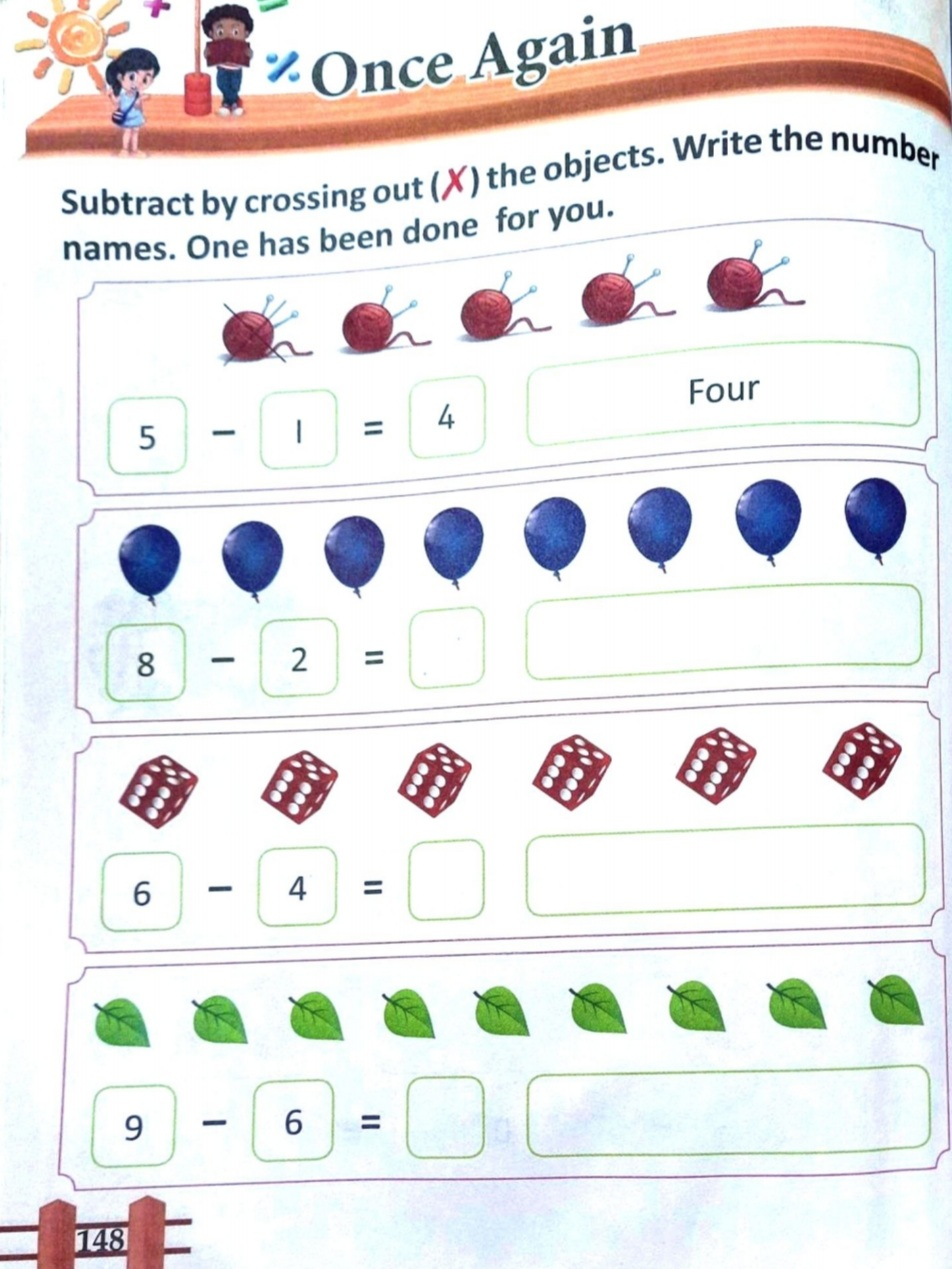 Once Again
Subtract by crossing out (✗) the objects. Write the number
names. One has been done for you.
5 − 1 = 4 Four
8 − 2 =
6 − 4 =
9 − 6 =
148